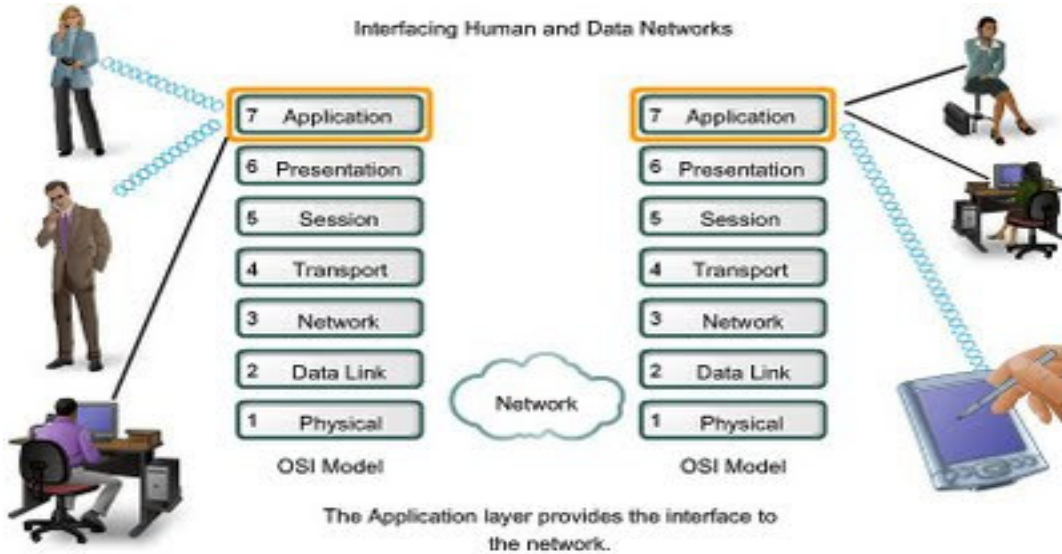 Interfacing Human and Data Networks
7 Application
6 Presentation
5 Session
4 Transport
3 Network
2 Data Link
1 Physical
OSI Model
Network
7 Application
6 Presentation
5 Session
4 Transport
3 Network
2 Data Link
1 Physical
OSI Model
The Application layer provides the interface to
the network.